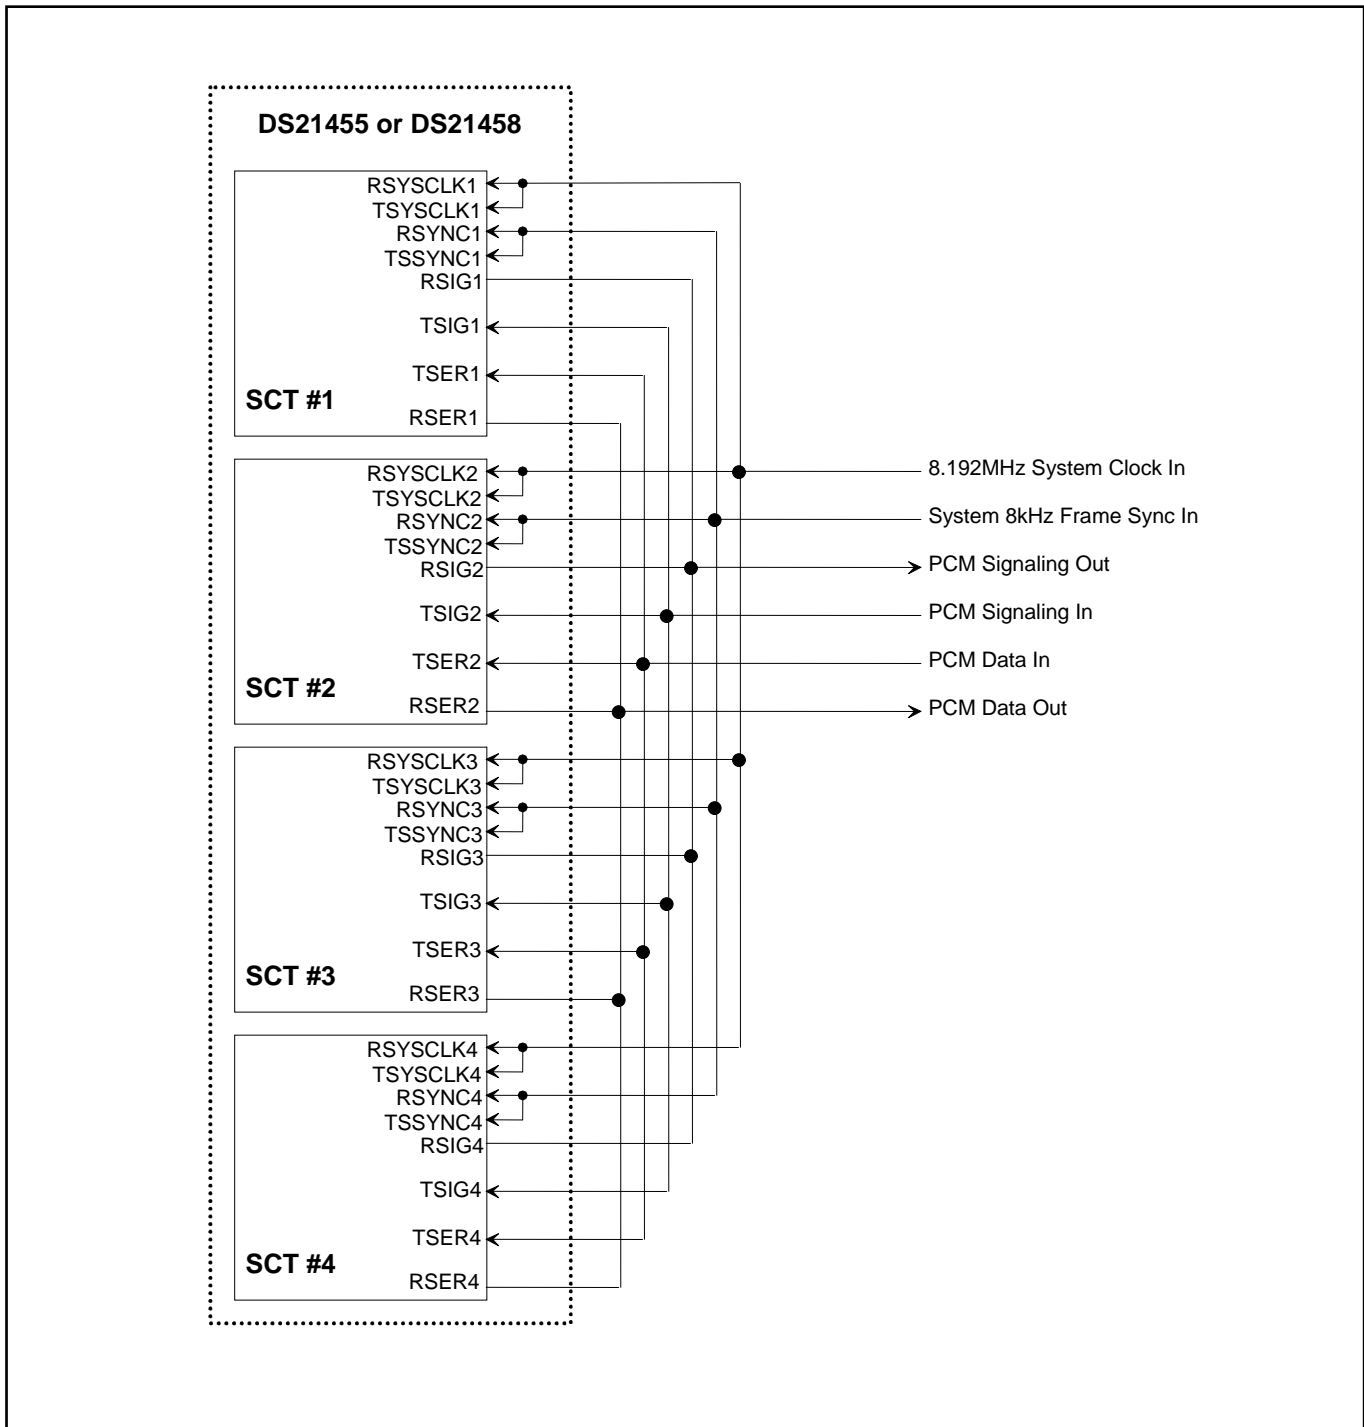 DS21455 or DS21458
RSYSCLK1
TSYSCLK1
RSYNC1
TSSYNC1
RSIG1
TSIG1
TSER1
SCT #1
RSER1
RSYSCLK2
8.192MHz System Clock In
TSYSCLK2
RSYNC2
System 8kHz Frame Sync In
TSSYNC2
RSIG2
PCM Signaling Out
TSIG2
PCM Signaling In
TSER2
PCM Data In
SCT #2
RSER2
PCM Data Out
RSYSCLK3
TSYSCLK3
RSYNC3
TSSYNC3
RSIG3
TSIG3
TSER3
SCT #3
RSER3
RSYSCLK4
TSYSCLK4
RSYNC4
TSSYNC4
RSIG4
TSIG4
TSER4
SCT #4
RSER4